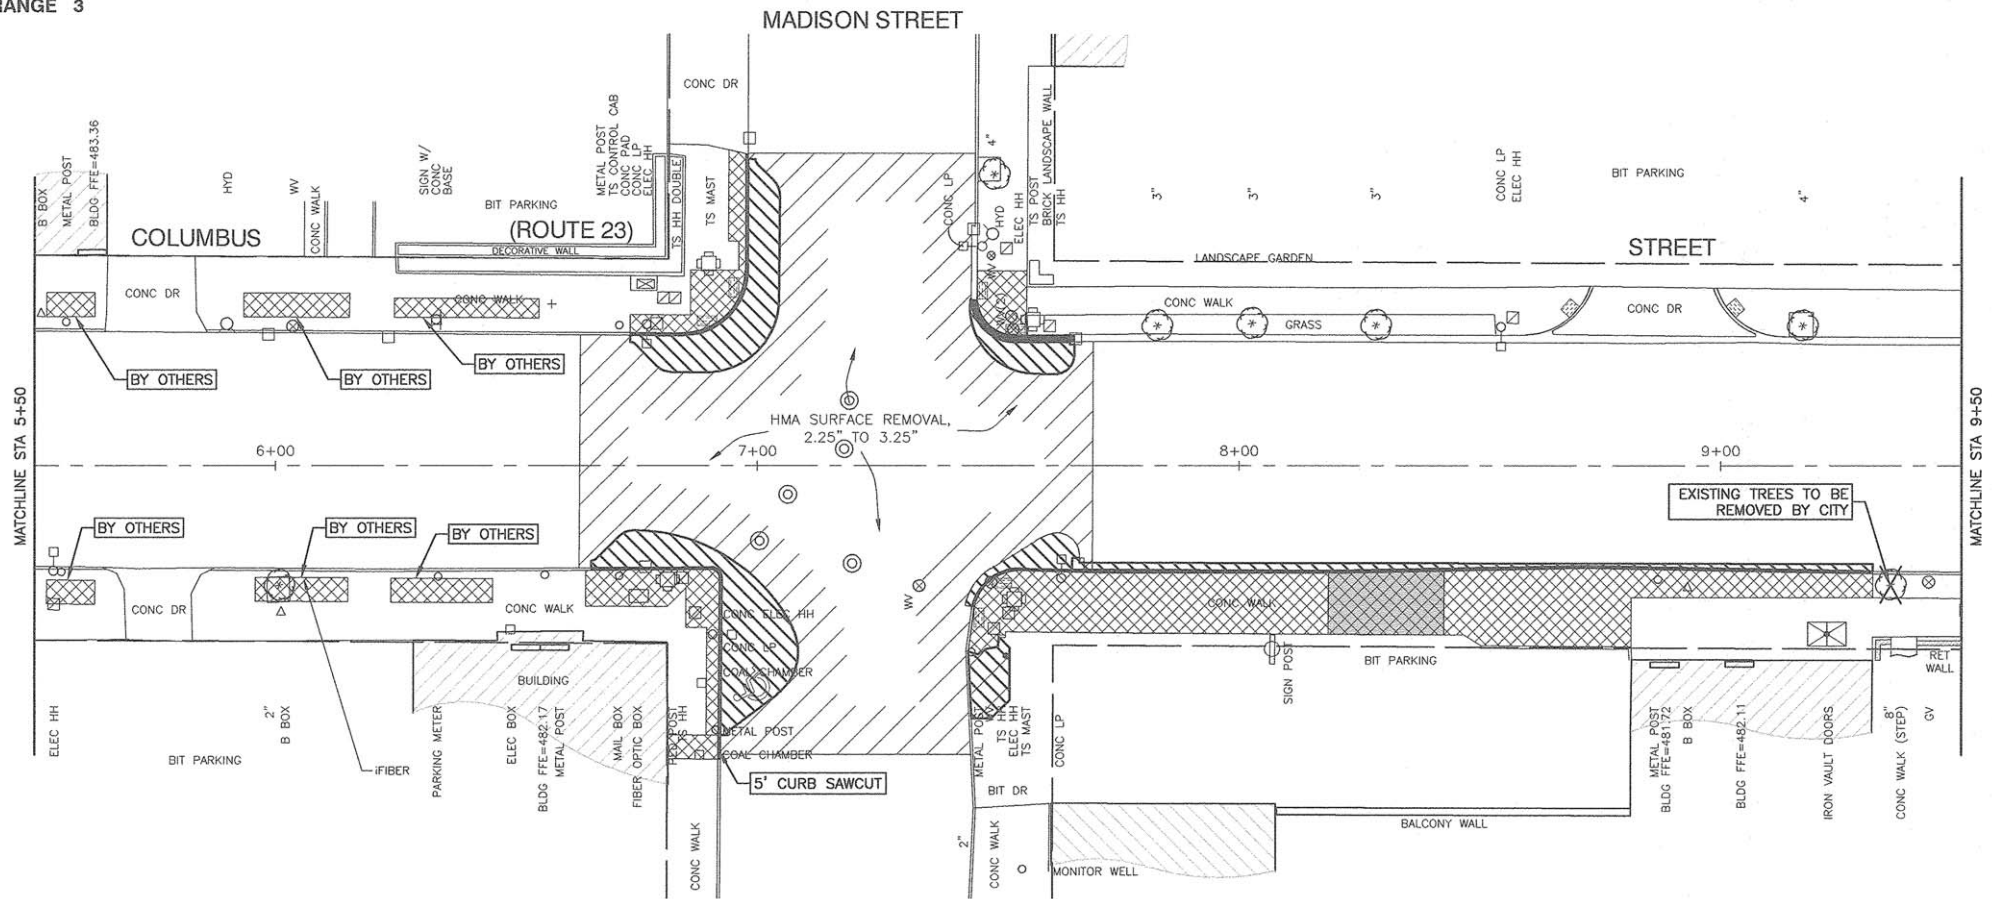 RANGE 3
MADISON STREET
CONC DR
B BOX
METAL POST
BLDG FFE=483.36
HYD
WV
CONC WALK
SIGN W/
CONC
BASE
BIT PARKING
METAL POST
TS CONTROL CAB
CONC PAD
CONC LP
ELEC HH
TS HH DOUBLE
TS MAST
4"
CONC LP
HYD
WV
ELEC HH
TS POST
BRICK LANDSCAPE WALL
TS HH
3"
3"
3"
CONC LP
ELEC HH
BIT PARKING
4"
COLUMBUS
(ROUTE 23)
STREET
DECORATIVE WALL
LANDSCAPE GARDEN
CONC DR
CONC WALK
CONC WALK
GRASS
CONC DR
BY OTHERS
BY OTHERS
BY OTHERS
MATCHLINE STA 5+50
MATCHLINE STA 9+50
HMA SURFACE REMOVAL,
2.25" TO 3.25"
6+00
7+00
8+00
9+00
EXISTING TREES TO BE
REMOVED BY CITY
BY OTHERS
BY OTHERS
BY OTHERS
CONC DR
CONC WALK
WV
CONC WALK
CONC ELEC HH
CONC LP
COAL CHAMBER
BUILDING
SIGN POST
BIT PARKING
RET
WALL
ELEC HH
2"
B BOX
BIT PARKING
iFIBER
PARKING METER
ELEC BOX
BLDG FFE=482.17
METAL POST
MAIL BOX
FIBER OPTIC BOX
TS HH
METAL POST
COAL CHAMBER
5' CURB SAWCUT
METAL POST
TS HH
ELEC HH
TS MAST
CONC LP
BIT DR
METAL POST
BLDG FFE=481.72
B BOX
BLDG FFE=482.11
IRON VAULT DOORS
8"
CONC WALK (STEP)
GV
BALCONY WALL
CONC WALK
2"
CONC WALK
MONITOR WELL